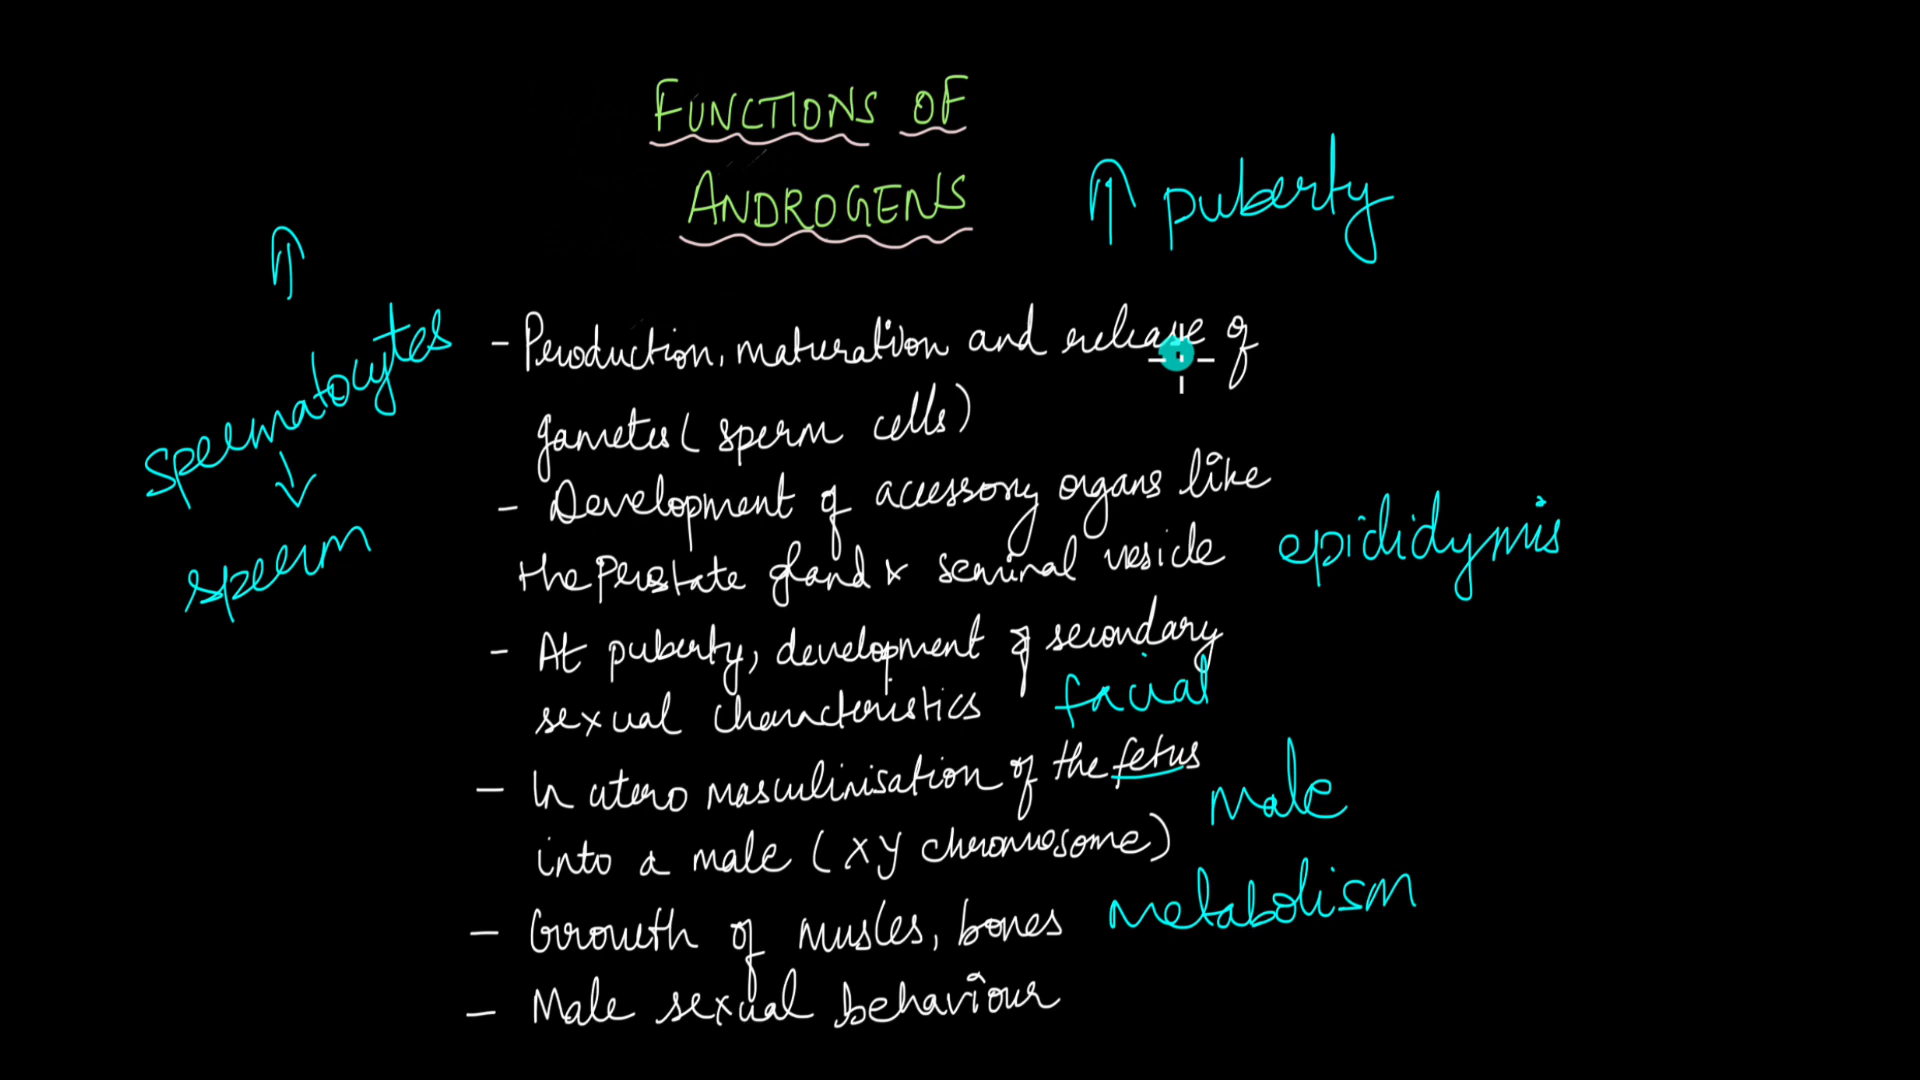 FUNCTIONS OF
ANDROGENS
↑ puberty
↑
spermatocytes
↓
sperm
- Production, maturation and release of
gametes (sperm cells)
- Development of accessory organs like
the Prostate gland & seminal vesicle
epididymis
- At puberty, development of secondary
sexual characteristics
facial
- In utero masculinisation of the fetus
into a male (XY chromosome)
Male
- Growth of musles, bones
metabolism
- Male sexual behaviour